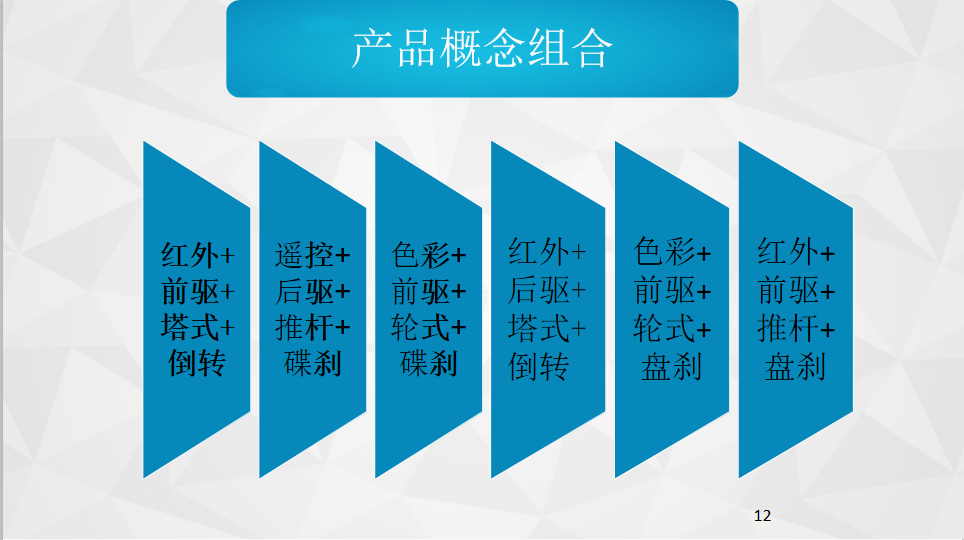 产品概念组合
红外+
前驱+
塔式+
倒转
遥控+
后驱+
推杆+
碟刹
色彩+
前驱+
轮式+
碟刹
红外+
后驱+
塔式+
倒转
色彩+
前驱+
轮式+
盘刹
红外+
前驱+
推杆+
盘刹
12